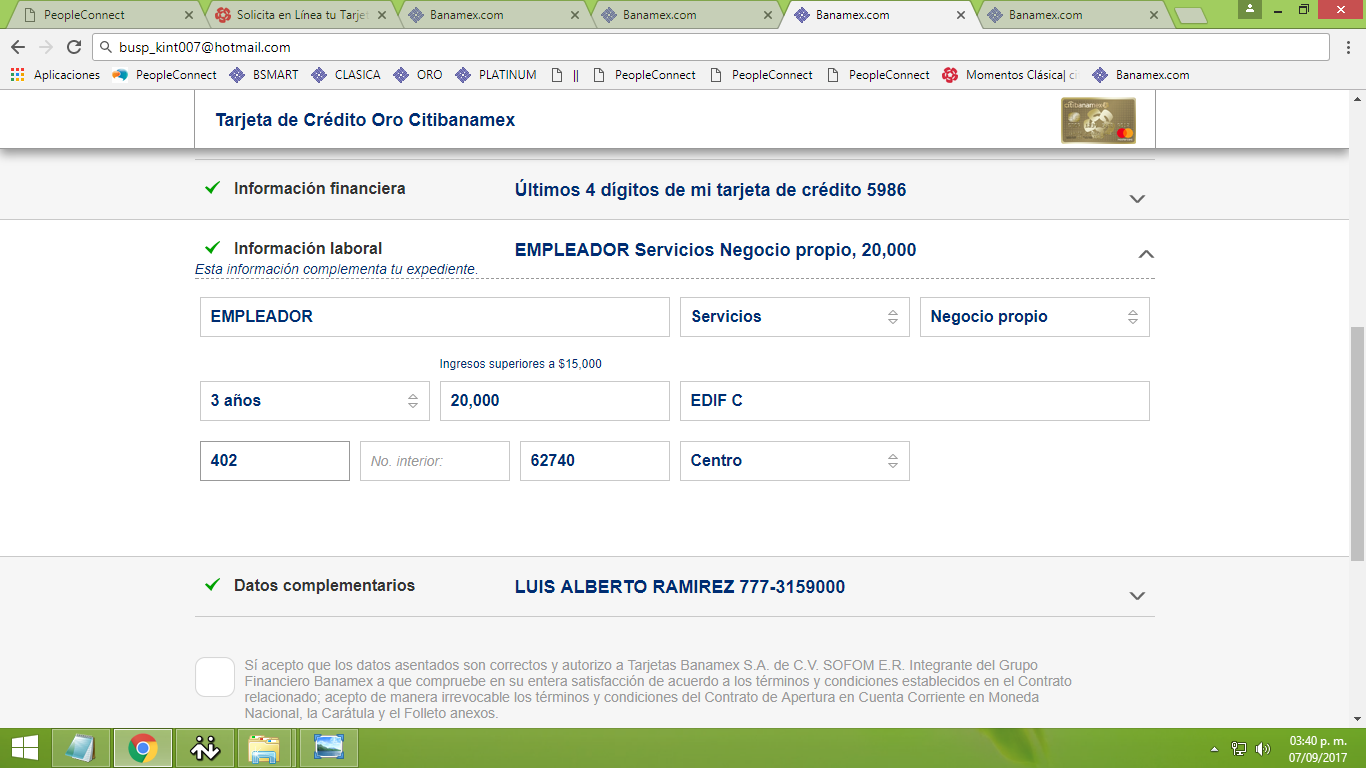 PeopleConnect
Solicita en Línea tu Tarjet
Banamex.com
Banamex.com
Banamex.com
Banamex.com
busp_kint007@hotmail.com
Aplicaciones PeopleConnect BSMART CLASICA ORO PLATINUM || PeopleConnect PeopleConnect PeopleConnect Momentos Clásica| ci Banamex.com
Tarjeta de Crédito Oro Citibanamex
citibanamex
Información financiera Últimos 4 dígitos de mi tarjeta de crédito 5986
Información laboral EMPLEADOR Servicios Negocio propio, 20,000
Esta información complementa tu expediente.
EMPLEADOR Servicios Negocio propio
Ingresos superiores a $15,000
3 años 20,000 EDIF C
402 No. interior: 62740 Centro
Datos complementarios LUIS ALBERTO RAMIREZ 777-3159000
Sí acepto que los datos asentados son correctos y autorizo a Tarjetas Banamex S.A. de C.V. SOFOM E.R. Integrante del Grupo
Financiero Banamex a que compruebe en su entera satisfacción de acuerdo a los términos y condiciones establecidos en el Contrato
relacionado; acepto de manera irrevocable los términos y condiciones del Contrato de Apertura en Cuenta Corriente en Moneda
Nacional, la Carátula y el Folleto anexos.
03:40 p. m.
07/09/2017